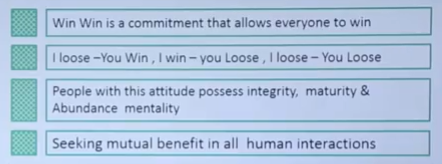 Win Win is a commitment that allows everyone to win
I loose –You Win , I win – you Loose , I loose – You Loose
People with this attitude possess integrity,  maturity &
Abundance  mentality
Seeking mutual benefit in all  human interactions